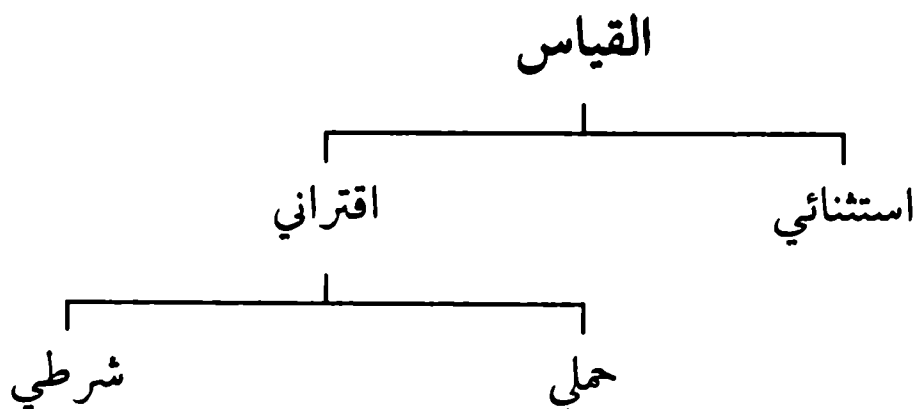 القياس
استثنائي
اقتراني
حملي
شرطي